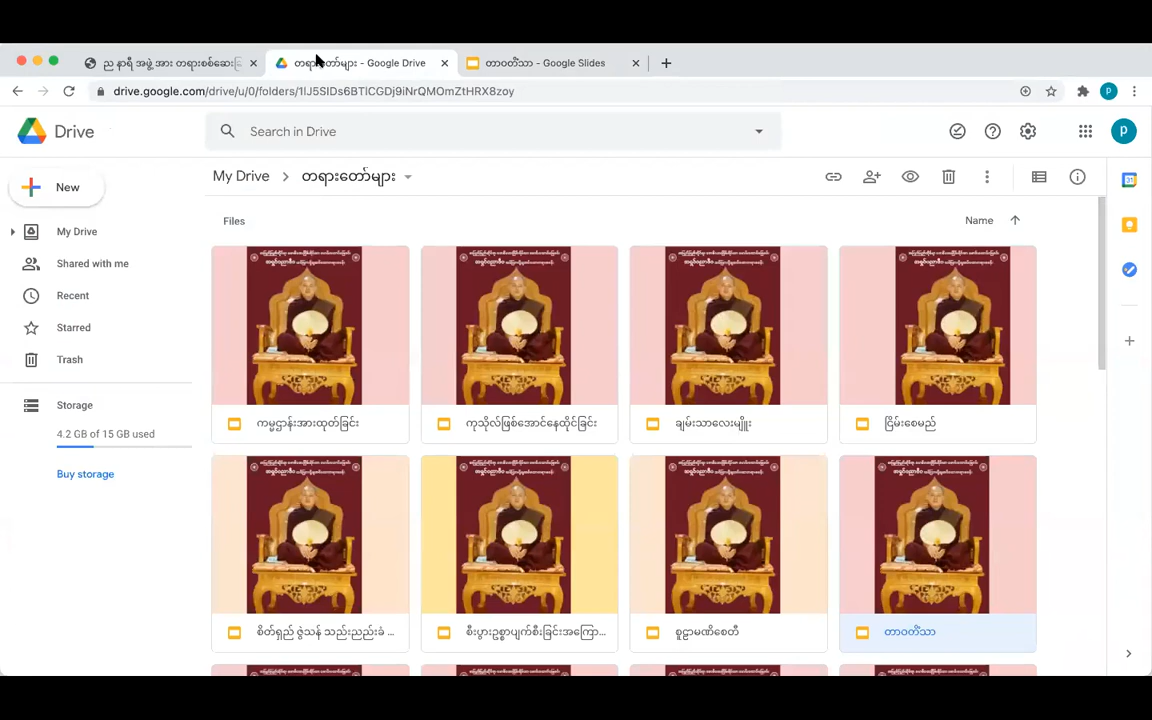 ည နာရီ အဖွဲ့ အား တရားစစ်ဆေးခြ
တရားတော်များ - Google Drive
တာဝတိံသာ - Google Slides
drive.google.com/drive/u/0/folders/1lJ5SIDs6BTlCGDj9iNrQMOmZtHRX8zoy
p
Drive
Search in Drive
p
New
My Drive
တရားတော်များ
My Drive
Shared with me
Recent
Starred
Trash
Storage
4.2 GB of 15 GB used
Buy storage
Files
Name
ကမ္မဋ္ဌာန်းအားထုတ်ခြင်း
ကုသိုလ်ဖြစ်အောင်နေထိုင်ခြင်း
ချမ်းသာလေးမျိုး
ငြိမ်းစေမည်
စိတ်ရှည် ဇွဲသန် သည်းညည်းခံ ...
စီးပွားဥစ္စာပျက်စီးခြင်းအကြော...
စူဠာမဏိစေတီ
တာဝတိံသာ